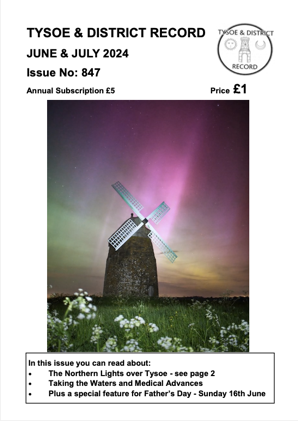 TYSOE & DISTRICT RECORD
JUNE & JULY 2024
Issue No: 847
Annual Subscription £5
Price £1
TYSOE & DISTRICT
RECORD
In this issue you can read about:
• The Northern Lights over Tysoe - see page 2
• Taking the Waters and Medical Advances
• Plus a special feature for Father's Day - Sunday 16th June